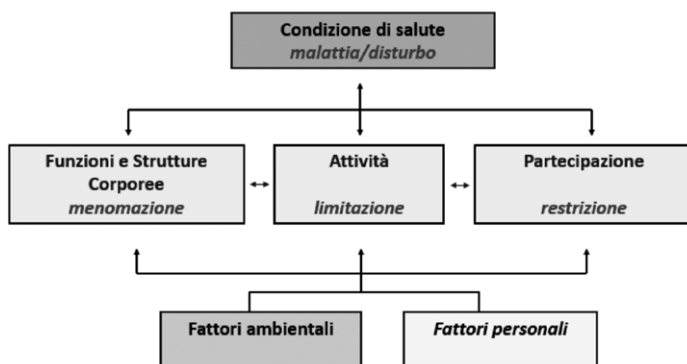 Condizione di salute
malattia/disturbo
Funzioni e Strutture
Corporee
menomazione
Attività
limitazione
Partecipazione
restrizione
Fattori ambientali
Fattori personali